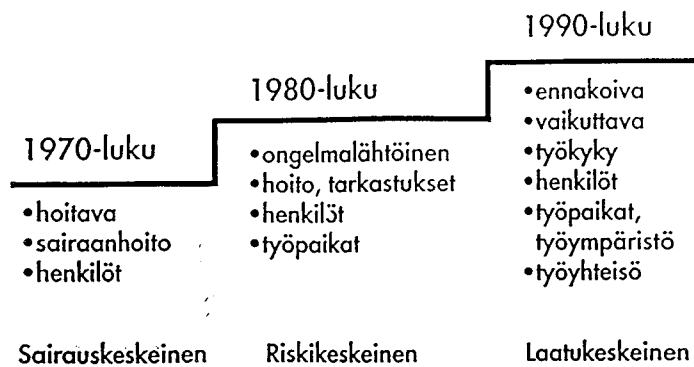 1970-luku
•hoitava
•sairaanhoito
•henkilöt
Sairauskeskeinen
1980-luku
•ongelmalähtöinen
•hoito, tarkastukset
•henkilöt
•työpaikat
Riskikeskeinen
1990-luku
•ennakoiva
•vaikuttava
•työkyky
•henkilöt
•työpaikat,
työympäristö
•työyhteisö
Laatukeskeinen